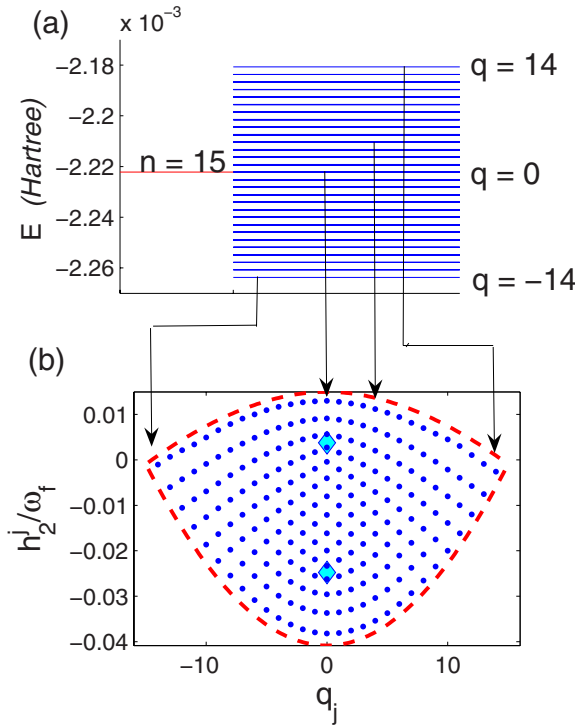 (a)
x 10⁻³
−2.18
−2.2
−2.22
−2.24
−2.26
E (Hartree)
n = 15
q = 14
q = 0
q = -14
(b)
0.01
0
−0.01
−0.02
−0.03
−0.04
h₂ʲ/ω_f
−10
0
10
q_j